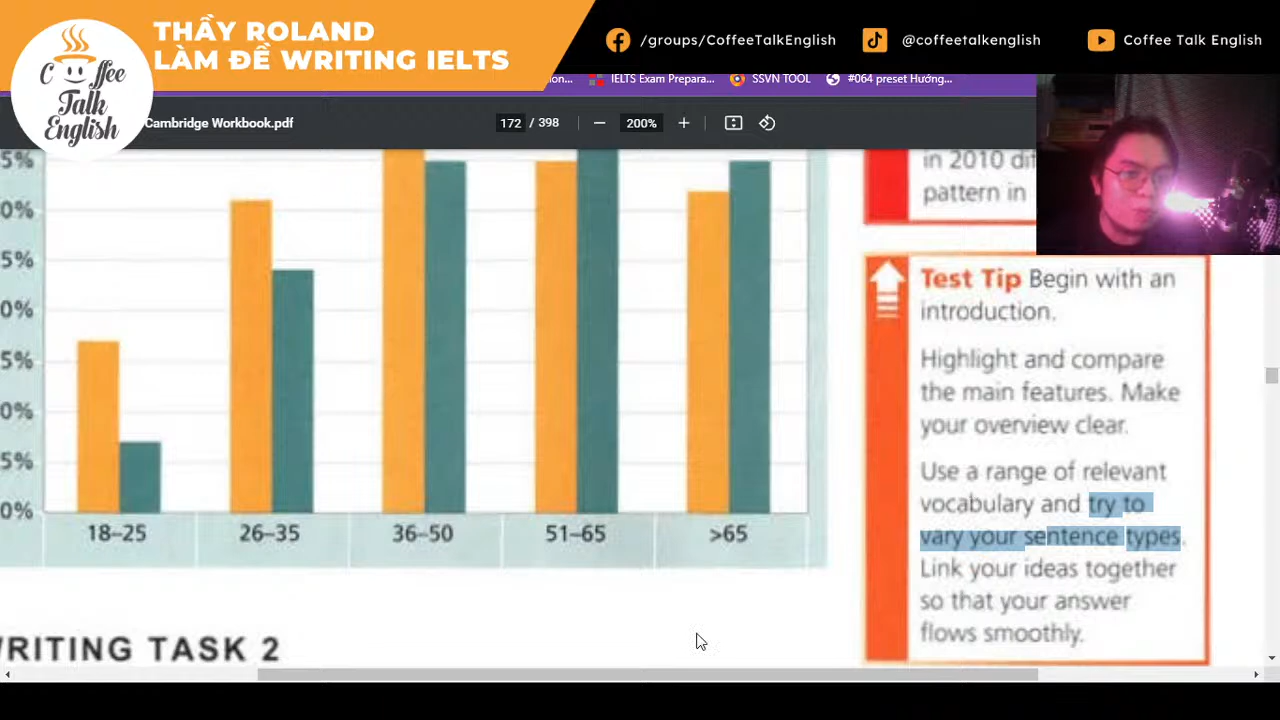 THẦY ROLAND
LÀM ĐỀ WRITING IELTS
/groups/CoffeeTalkEnglish
@coffeetalkenglish
Coffee Talk English
Coffee
Talk
English
IELTS Exam Prepara...
SSVN TOOL
#064 preset Hướng...
Cambridge Workbook.pdf
172 / 398
200%
in 2010
pattern in
5%
0%
5%
0%
5%
0%
5%
0%
18–25
26–35
36–50
51–65
>65
Test Tip Begin with an
introduction.
Highlight and compare
the main features. Make
your overview clear.
Use a range of relevant
vocabulary and try to
vary your sentence types.
Link your ideas together
so that your answer
flows smoothly.
WRITING TASK 2